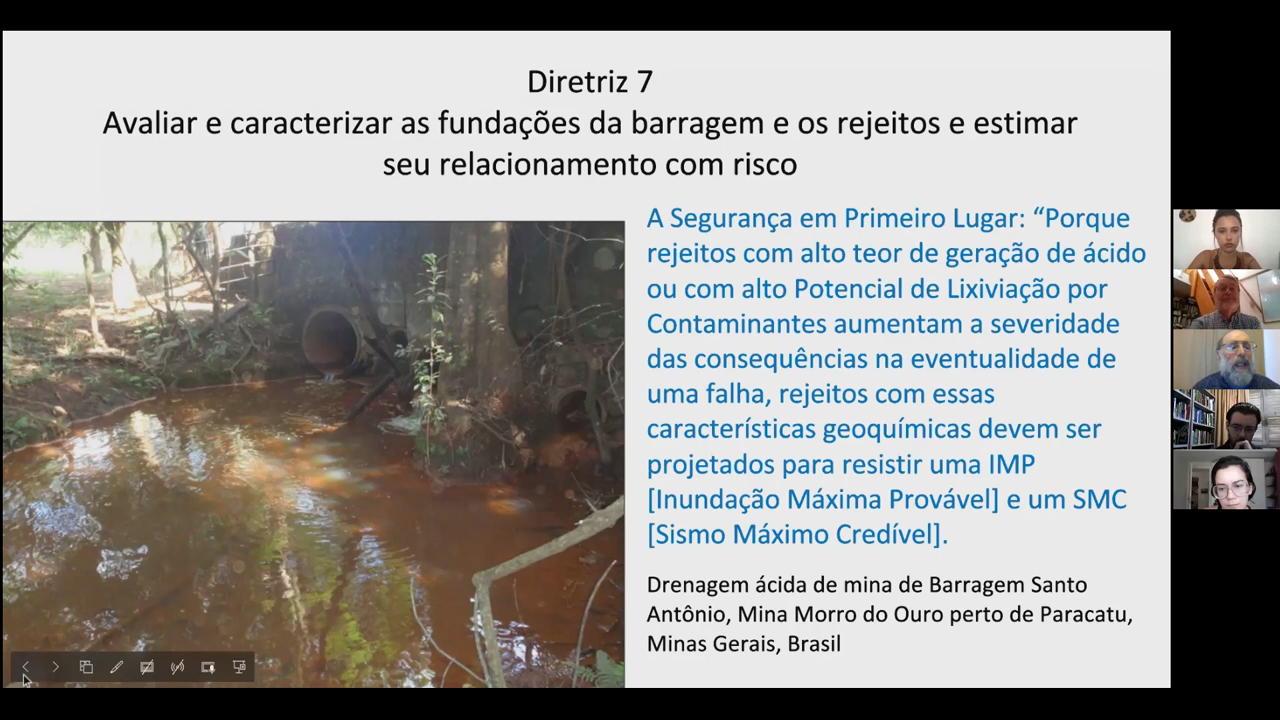 Diretriz 7
Avaliar e caracterizar as fundações da barragem e os rejeitos e estimar
seu relacionamento com risco
A Segurança em Primeiro Lugar: “Porque
rejeitos com alto teor de geração de ácido
ou com alto Potencial de Lixiviação por
Contaminantes aumentam a severidade
das consequências na eventualidade de
uma falha, rejeitos com essas
características geoquímicas devem ser
projetados para resistir uma IMP
[Inundação Máxima Provável] e um SMC
[Sismo Máximo Credível].
Drenagem ácida de mina de Barragem Santo
Antônio, Mina Morro do Ouro perto de Paracatu,
Minas Gerais, Brasil